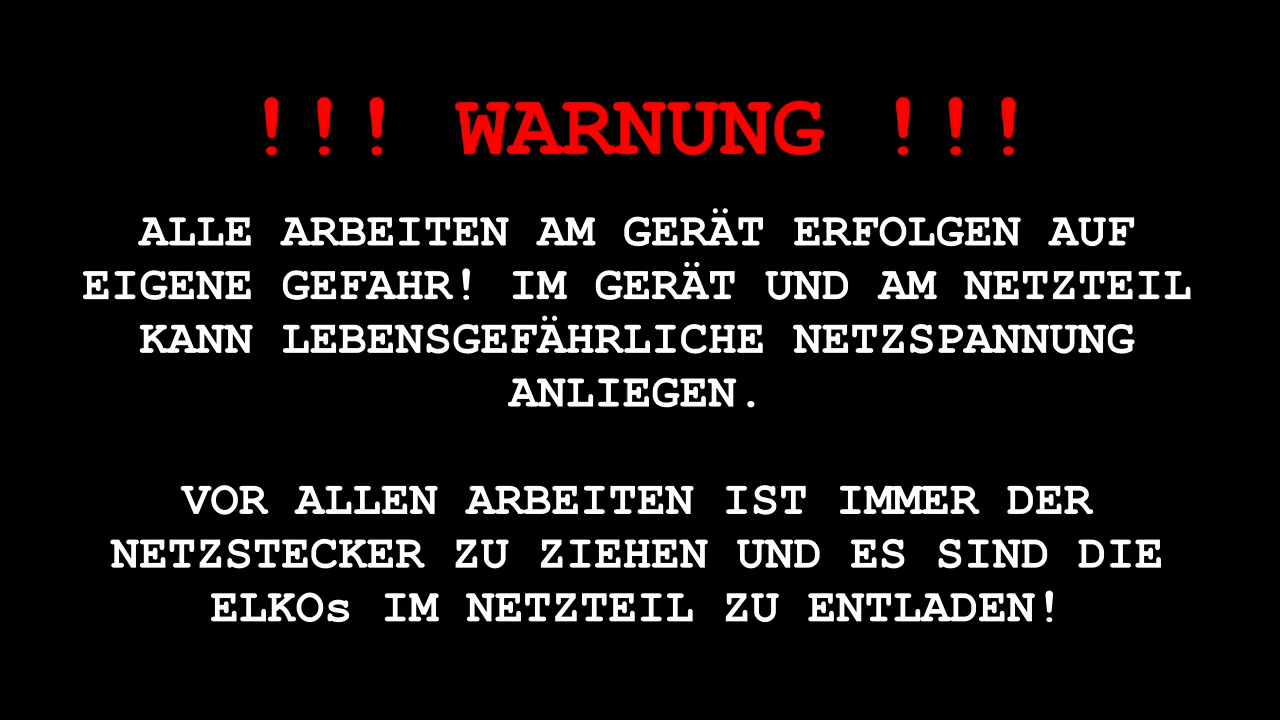 !!! WARNUNG !!!
ALLE ARBEITEN AM GERÄT ERFOLGEN AUF
EIGENE GEFAHR! IM GERÄT UND AM NETZTEIL
KANN LEBENSGEFÄHRLICHE NETZSPANNUNG
ANLIEGEN.
VOR ALLEN ARBEITEN IST IMMER DER
NETZSTECKER ZU ZIEHEN UND ES SIND DIE
ELKOs IM NETZTEIL ZU ENTLADEN!